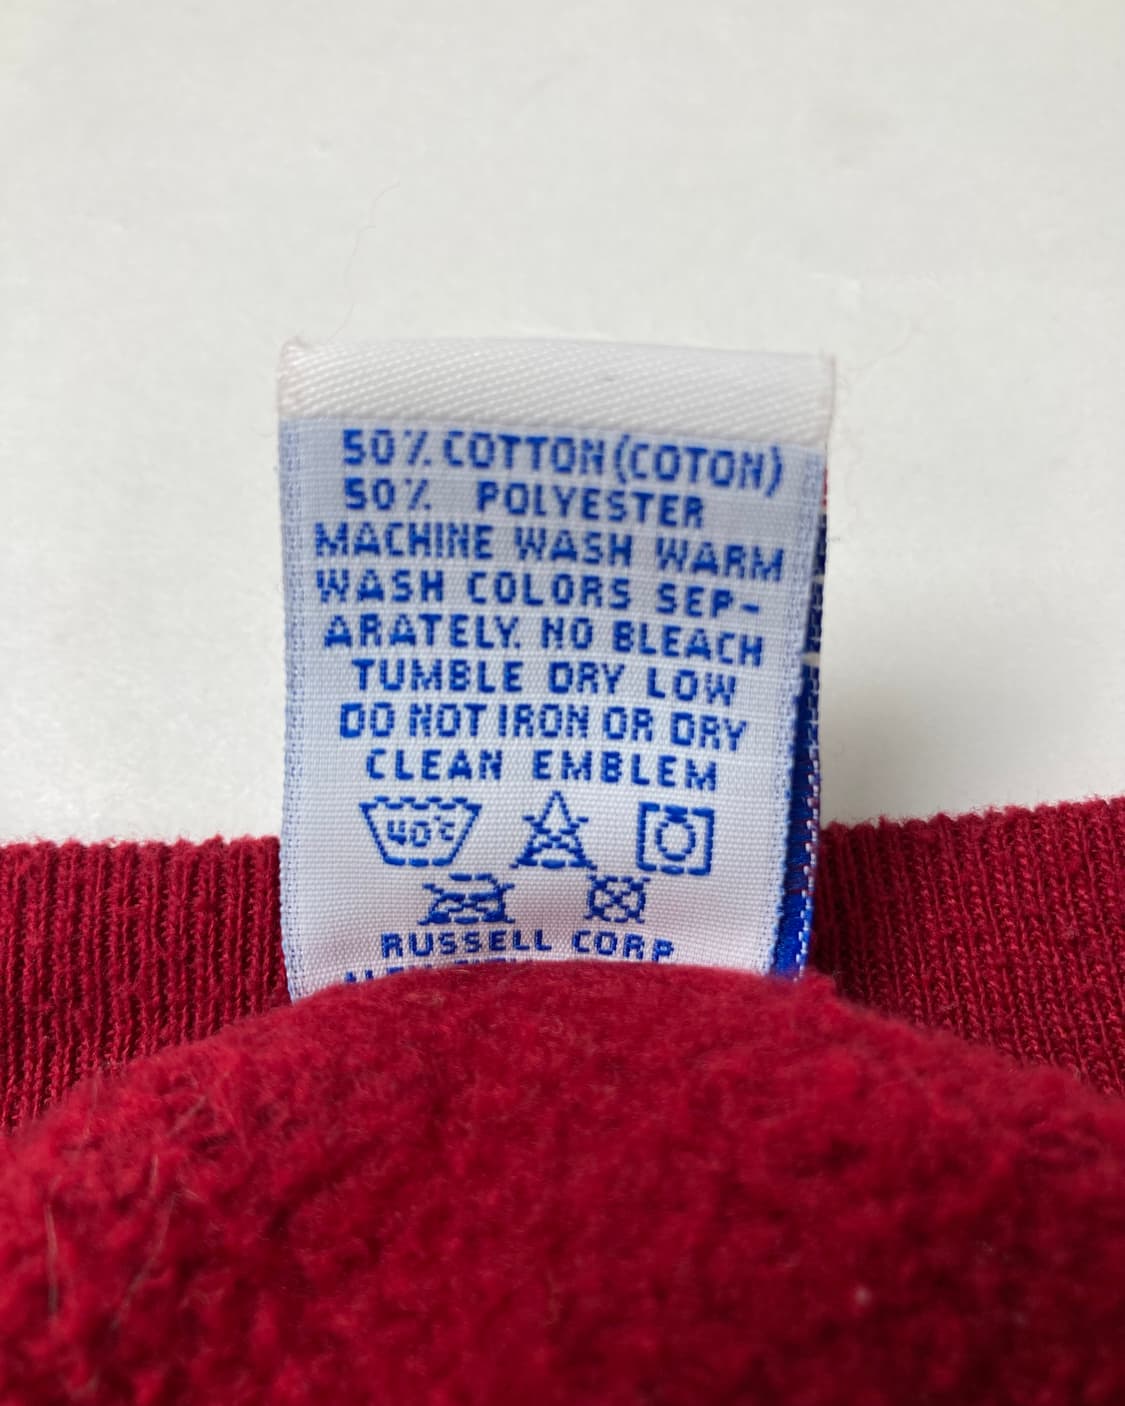 50% COTTON (COTON)
50% POLYESTER
MACHINE WASH WARM
WASH COLORS SEP-
ARATELY. NO BLEACH
TUMBLE DRY LOW
DO NOT IRON OR DRY
CLEAN EMBLEM
40°C
RUSSELL CORP